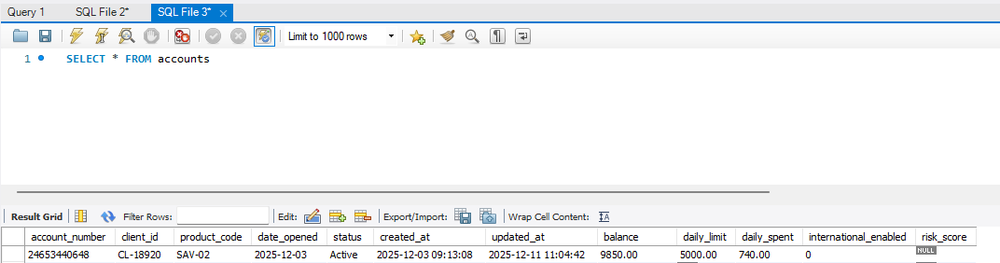 Query 1 SQL File 2* SQL File 3*
Limit to 1000 rows
1 SELECT * FROM accounts
Result Grid Filter Rows: Edit: Export/Import: Wrap Cell Content: IA
account_number client_id product_code date_opened status created_at updated_at balance daily_limit daily_spent international_enabled risk_score
24653440648 CL-18920 SAV-02 2025-12-03 Active 2025-12-03 09:13:08 2025-12-11 11:04:42 9850.00 5000.00 740.00 0 NULL